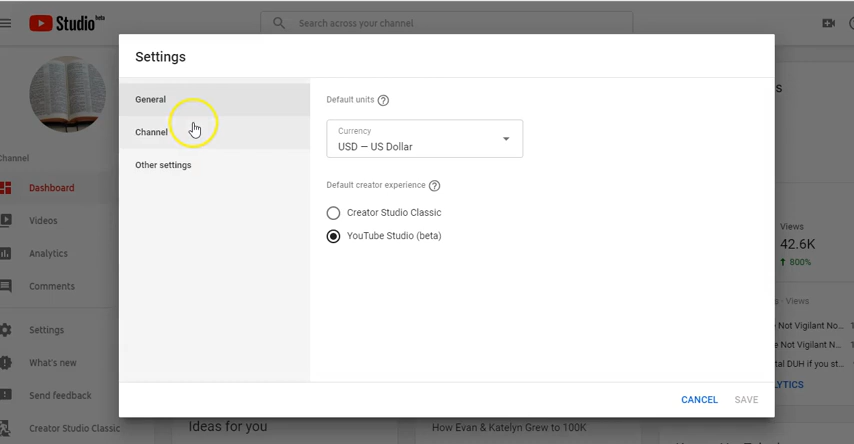 Studio beta
Search across your channel
Settings
General
Channel
Other settings
Default units
Currency
USD — US Dollar
Default creator experience
Creator Studio Classic
YouTube Studio (beta)
CANCEL
SAVE
Channel
Dashboard
Videos
Analytics
Comments
Settings
What's new
Send feedback
Creator Studio Classic
Views
42.6K
800%
· Views
Not Vigilant No...
Not Vigilant No...
DUH if you st...
Ideas for you
How Evan & Katelyn Grew to 100K